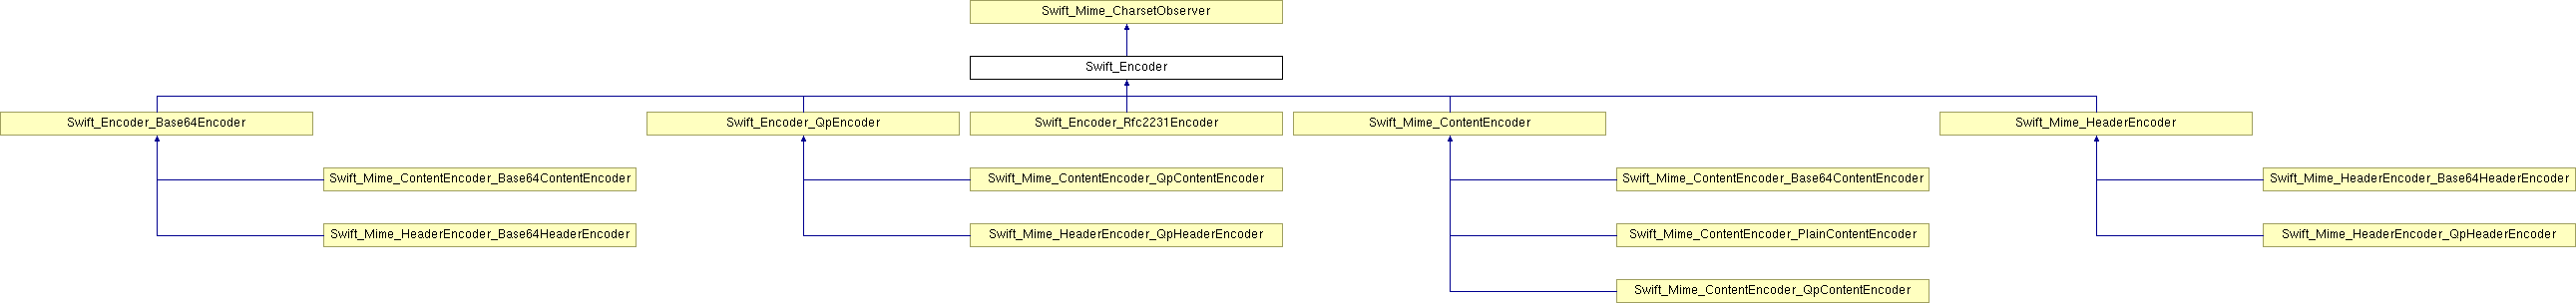 Swift_Mime_CharsetObserver
Swift_Encoder
Swift_Encoder_Base64Encoder
Swift_Encoder_QpEncoder
Swift_Encoder_Rfc2231Encoder
Swift_Mime_ContentEncoder
Swift_Mime_HeaderEncoder
Swift_Mime_ContentEncoder_Base64ContentEncoder
Swift_Mime_ContentEncoder_QpContentEncoder
Swift_Mime_ContentEncoder_Base64ContentEncoder
Swift_Mime_HeaderEncoder_Base64HeaderEncoder
Swift_Mime_HeaderEncoder_Base64HeaderEncoder
Swift_Mime_HeaderEncoder_QpHeaderEncoder
Swift_Mime_ContentEncoder_PlainContentEncoder
Swift_Mime_HeaderEncoder_QpHeaderEncoder
Swift_Mime_ContentEncoder_QpContentEncoder